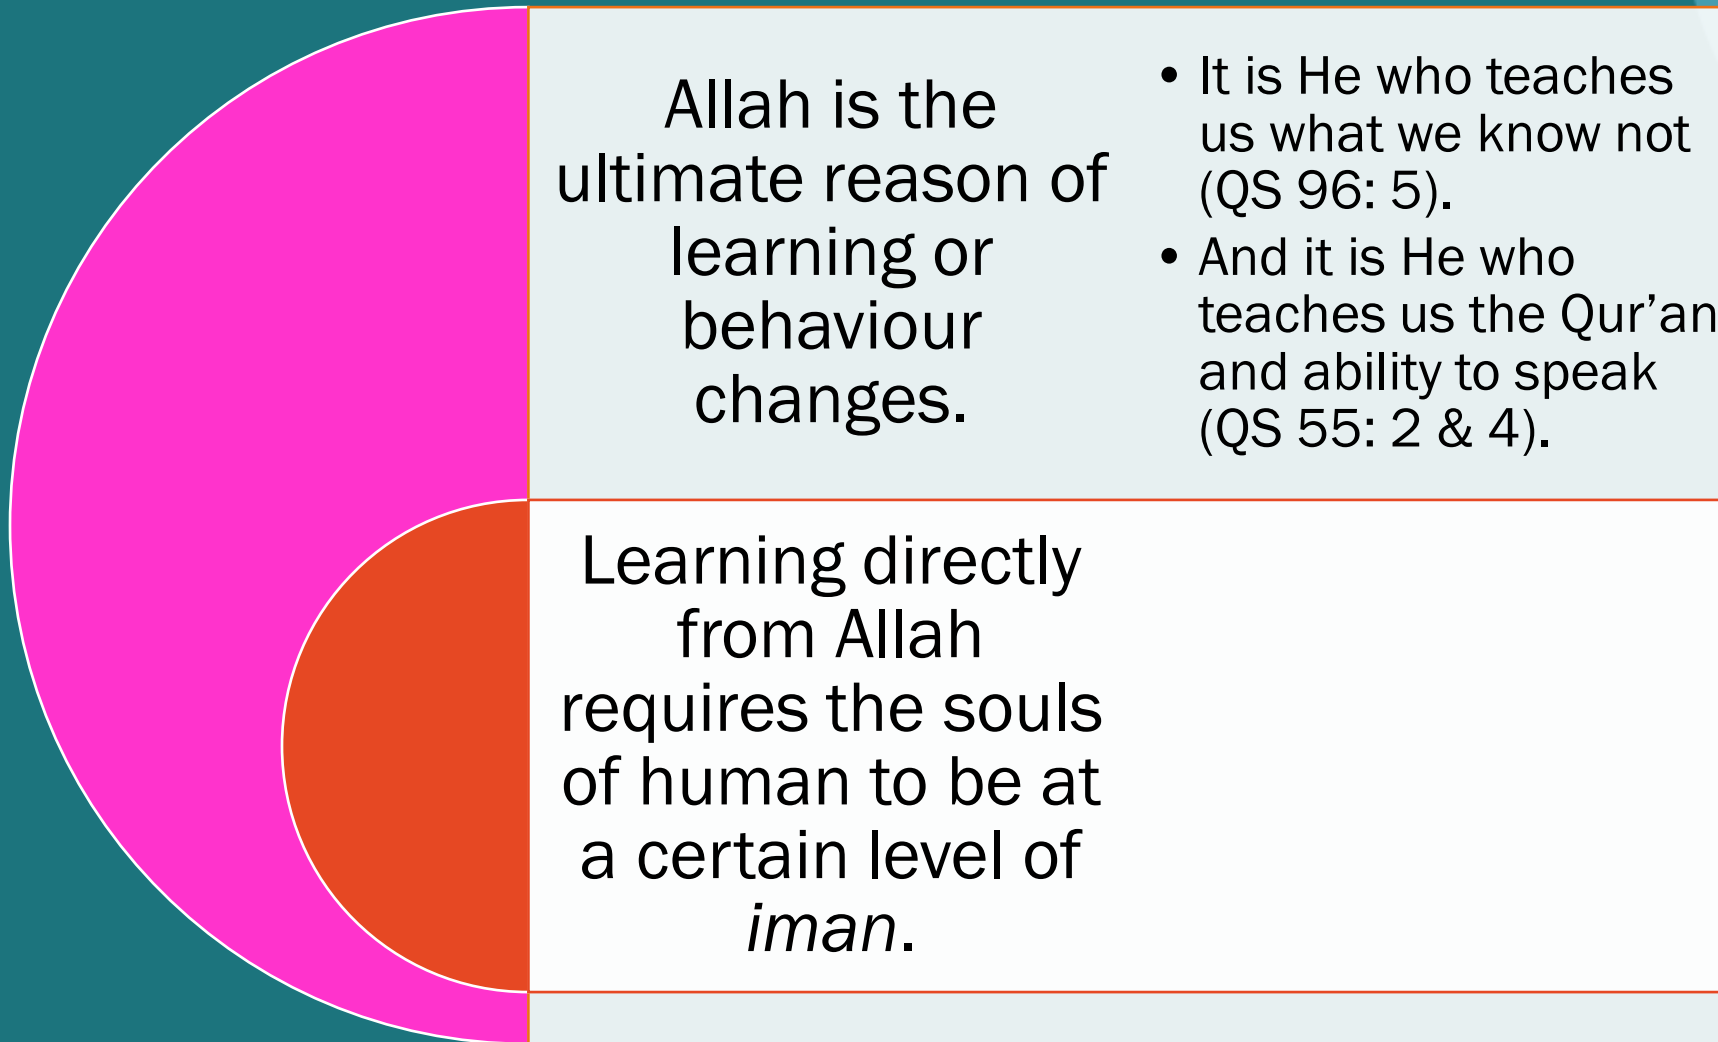 Allah is the
ultimate reason of
learning or
behaviour
changes.
• It is He who teaches
us what we know not
(QS 96: 5).
• And it is He who
teaches us the Qur’an
and ability to speak
(QS 55: 2 & 4).
Learning directly
from Allah
requires the souls
of human to be at
a certain level of
iman.